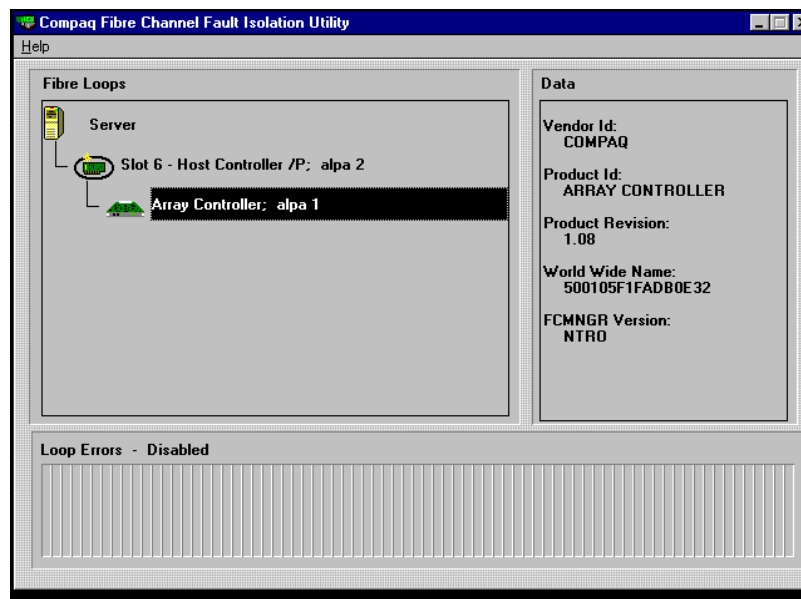 Compaq Fibre Channel Fault Isolation Utility
Help
Fibre Loops
Server
Slot 6 - Host Controller /P; alpa 2
Array Controller; alpa 1
Data
Vendor Id:
COMPAQ
Product Id:
ARRAY CONTROLLER
Product Revision:
1.08
World Wide Name:
500105F1FADB0E32
FCMNGR Version:
NTRO
Loop Errors - Disabled